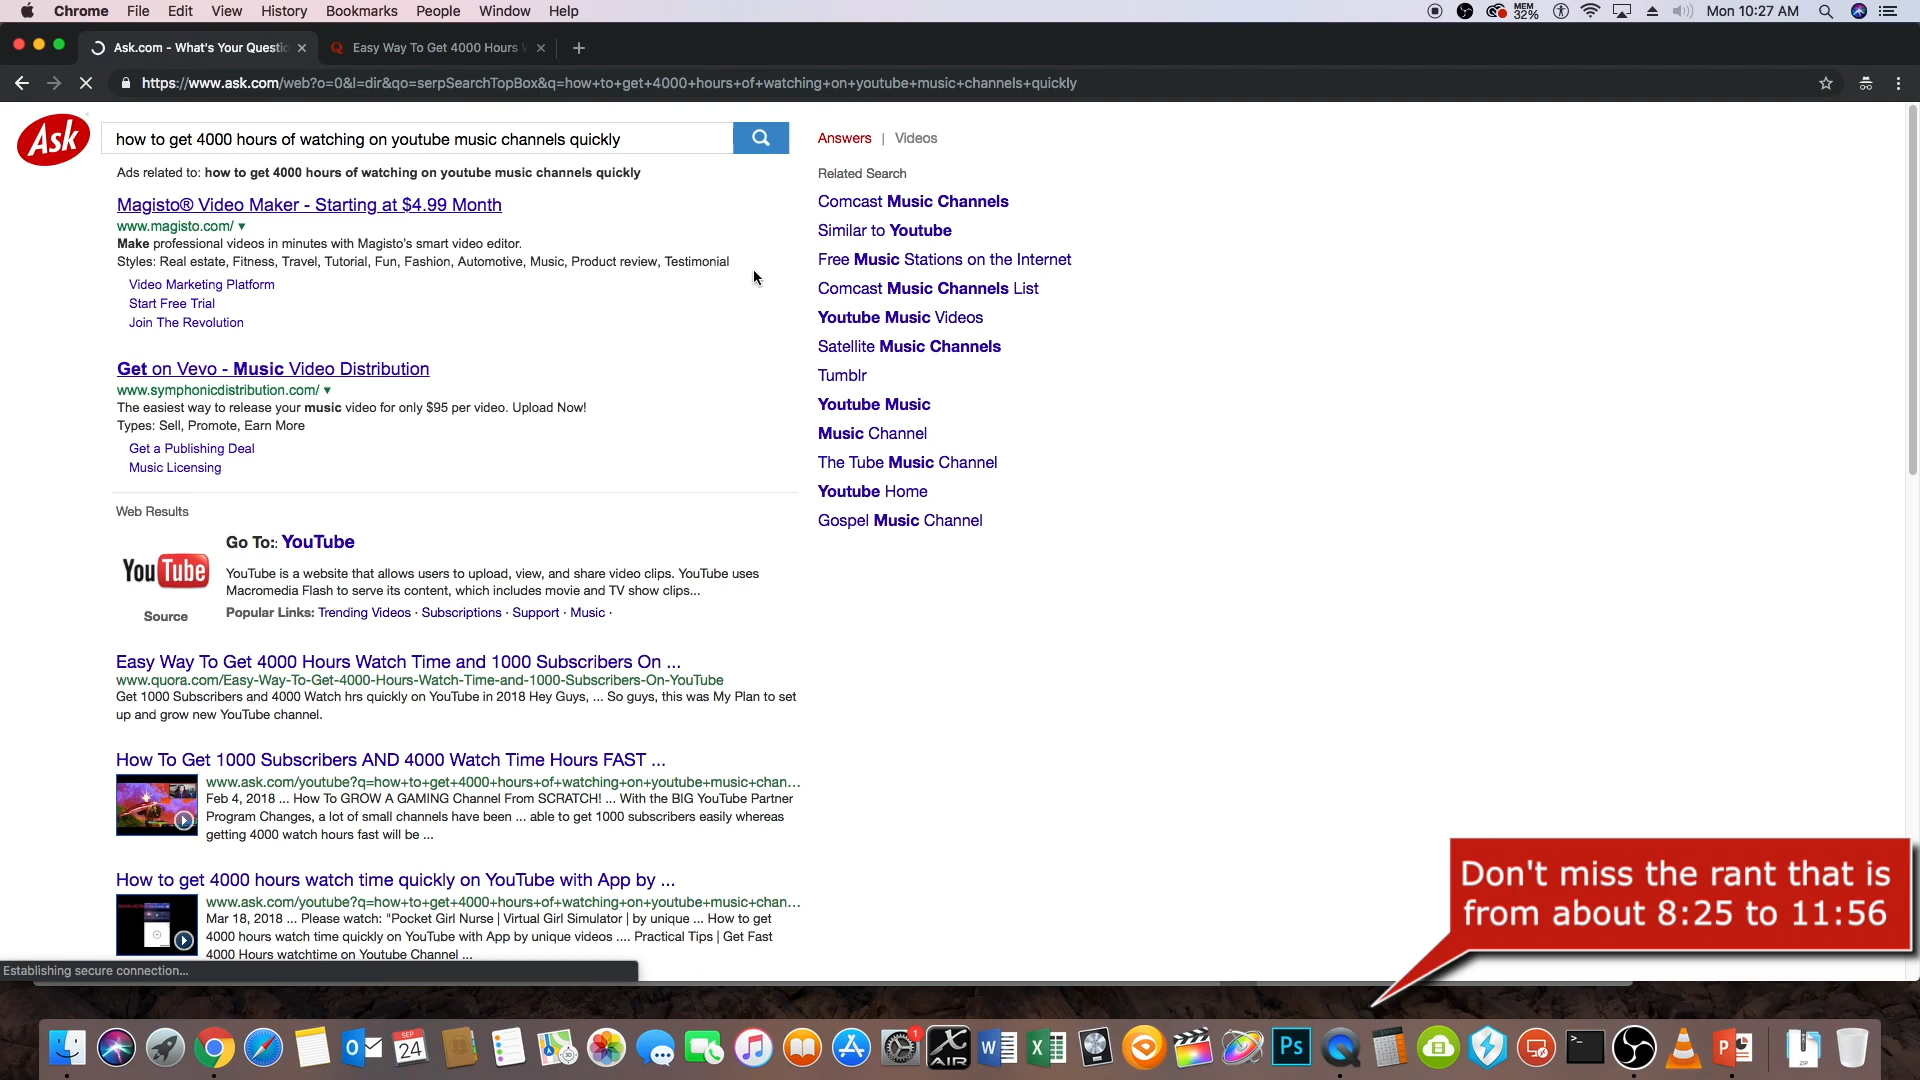 Chrome File Edit View History Bookmarks People Window Help MEM 32% Mon 10:27 AM
Ask.com - What's Your Questi Easy Way To Get 4000 Hours
https://www.ask.com/web?o=0&l=dir&qo=serpSearchTopBox&q=how+to+get+4000+hours+of+watching+on+youtube+music+channels+quickly
Ask
how to get 4000 hours of watching on youtube music channels quickly
Answers | Videos
Ads related to: how to get 4000 hours of watching on youtube music channels quickly
Magisto® Video Maker - Starting at $4.99 Month
www.magisto.com/
Make professional videos in minutes with Magisto's smart video editor.
Styles: Real estate, Fitness, Travel, Tutorial, Fun, Fashion, Automotive, Music, Product review, Testimonial
Video Marketing Platform
Start Free Trial
Join The Revolution
Get on Vevo - Music Video Distribution
www.symphonicdistribution.com/
The easiest way to release your music video for only $95 per video. Upload Now!
Types: Sell, Promote, Earn More
Get a Publishing Deal
Music Licensing
Related Search
Comcast Music Channels
Similar to Youtube
Free Music Stations on the Internet
Comcast Music Channels List
Youtube Music Videos
Satellite Music Channels
Tumblr
Youtube Music
Music Channel
The Tube Music Channel
Youtube Home
Gospel Music Channel
Web Results
Go To:: YouTube
YouTube
YouTube is a website that allows users to upload, view, and share video clips. YouTube uses
Macromedia Flash to serve its content, which includes movie and TV show clips...
Source
Popular Links: Trending Videos · Subscriptions · Support · Music ·
Easy Way To Get 4000 Hours Watch Time and 1000 Subscribers On ...
www.quora.com/Easy-Way-To-Get-4000-Hours-Watch-Time-and-1000-Subscribers-On-YouTube
Get 1000 Subscribers and 4000 Watch hrs quickly on YouTube in 2018 Hey Guys, ... So guys, this was My Plan to set
up and grow new YouTube channel.
How To Get 1000 Subscribers AND 4000 Watch Time Hours FAST ...
www.ask.com/youtube?q=how+to+get+4000+hours+of+watching+on+youtube+music+chan...
Feb 4, 2018 ... How To GROW A GAMING Channel From SCRATCH! ... With the BIG YouTube Partner
Program Changes, a lot of small channels have been ... able to get 1000 subscribers easily whereas
getting 4000 watch hours fast will be ...
How to get 4000 hours watch time quickly on YouTube with App by ...
www.ask.com/youtube?q=how+to+get+4000+hours+of+watching+on+youtube+music+chan...
Mar 18, 2018 ... Please watch: "Pocket Girl Nurse | Virtual Girl Simulator | by unique ... How to get
4000 hours watch time quickly on YouTube with App by unique videos .... Practical Tips | Get Fast
4000 Hours watchtime on Youtube Channel ...
Establishing secure connection...
Don't miss the rant that is
from about 8:25 to 11:56
SEP 24 1 AIR W X Ps P ZIP